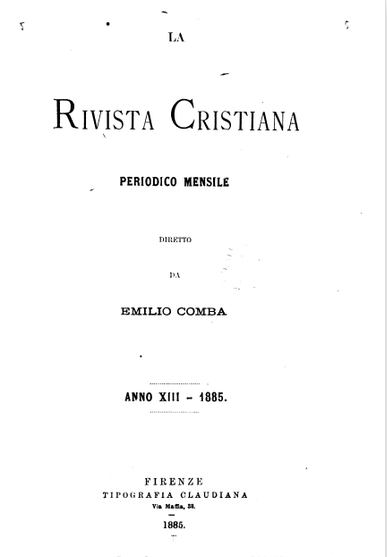 LA
RIVISTA CRISTIANA
PERIODICO MENSILE
DIRETTO
DA
EMILIO COMBA
ANNO XIII – 1885.
FIRENZE
TIPOGRAFIA CLAUDIANA
Via Maffia, 33.
1885.